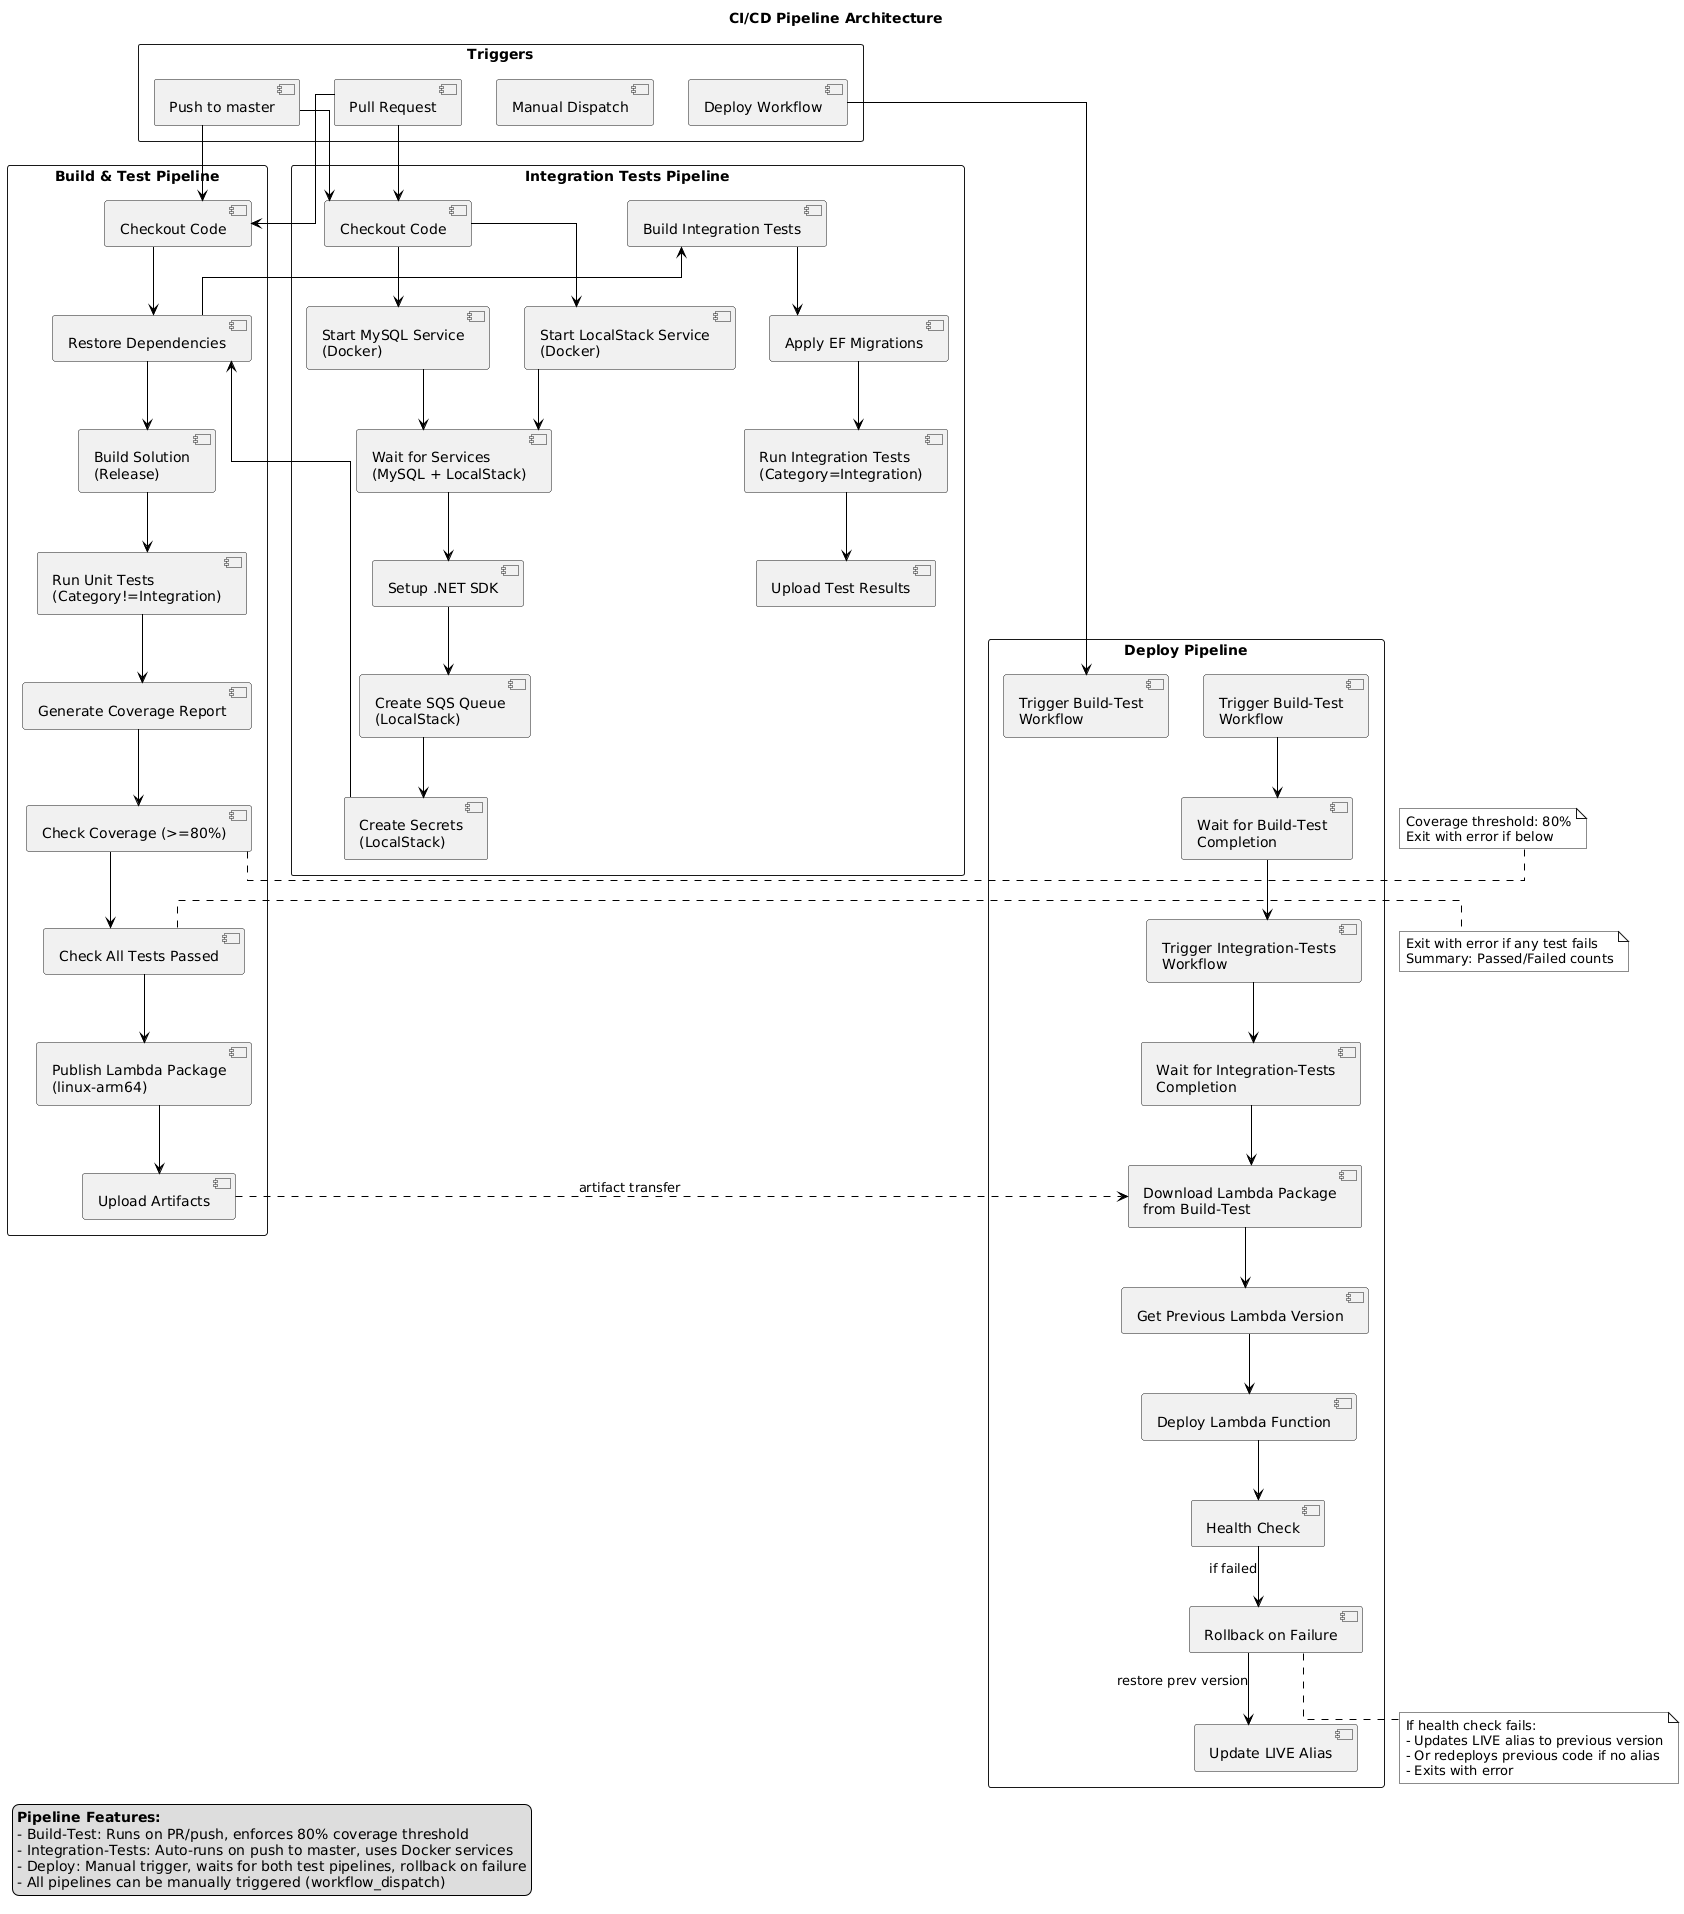 CI/CD Pipeline Architecture
Triggers
Push to master
Pull Request
Manual Dispatch
Deploy Workflow
Build & Test Pipeline
Checkout Code
Restore Dependencies
Build Solution
(Release)
Run Unit Tests
(Category!=Integration)
Generate Coverage Report
Check Coverage (>=80%)
Check All Tests Passed
Publish Lambda Package
(linux-arm64)
Upload Artifacts
Integration Tests Pipeline
Checkout Code
Build Integration Tests
Start MySQL Service
(Docker)
Start LocalStack Service
(Docker)
Apply EF Migrations
Wait for Services
(MySQL + LocalStack)
Run Integration Tests
(Category=Integration)
Setup .NET SDK
Upload Test Results
Create SQS Queue
(LocalStack)
Create Secrets
(LocalStack)
artifact transfer
Deploy Pipeline
Trigger Build-Test
Workflow
Trigger Build-Test
Workflow
Wait for Build-Test
Completion
Trigger Integration-Tests
Workflow
Wait for Integration-Tests
Completion
Download Lambda Package
from Build-Test
Get Previous Lambda Version
Deploy Lambda Function
Health Check
if failed
Rollback on Failure
restore prev version
Update LIVE Alias
Coverage threshold: 80%
Exit with error if below
Exit with error if any test fails
Summary: Passed/Failed counts
If health check fails:
- Updates LIVE alias to previous version
- Or redeploys previous code if no alias
- Exits with error
Pipeline Features:
- Build-Test: Runs on PR/push, enforces 80% coverage threshold
- Integration-Tests: Auto-runs on push to master, uses Docker services
- Deploy: Manual trigger, waits for both test pipelines, rollback on failure
- All pipelines can be manually triggered (workflow_dispatch)